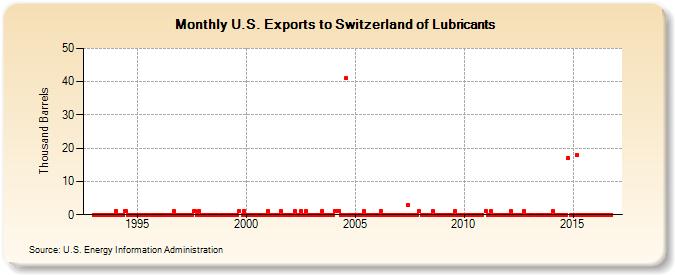 Monthly U.S. Exports to Switzerland of Lubricants
Thousand Barrels
50
40
30
20
10
0
1995 2000 2005 2010 2015
Source: U.S. Energy Information Administration